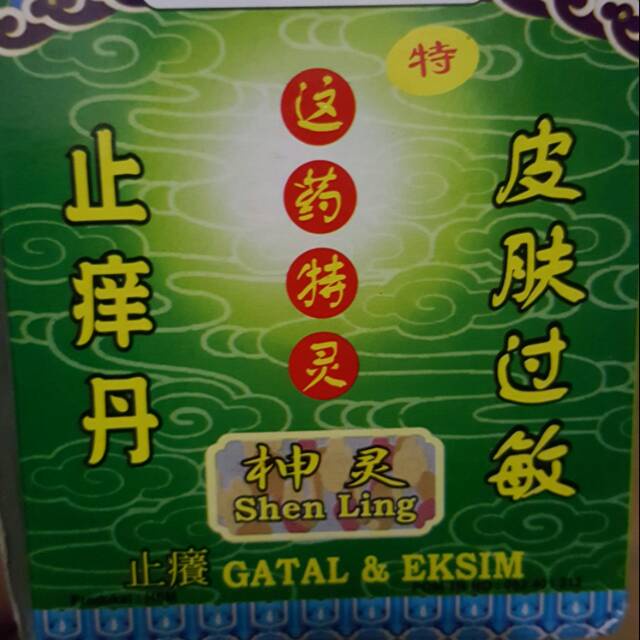 特
皮肤过敏
这药特灵
止痒丹
神灵
Shen Ling
止癢 GATAL & EKSIM